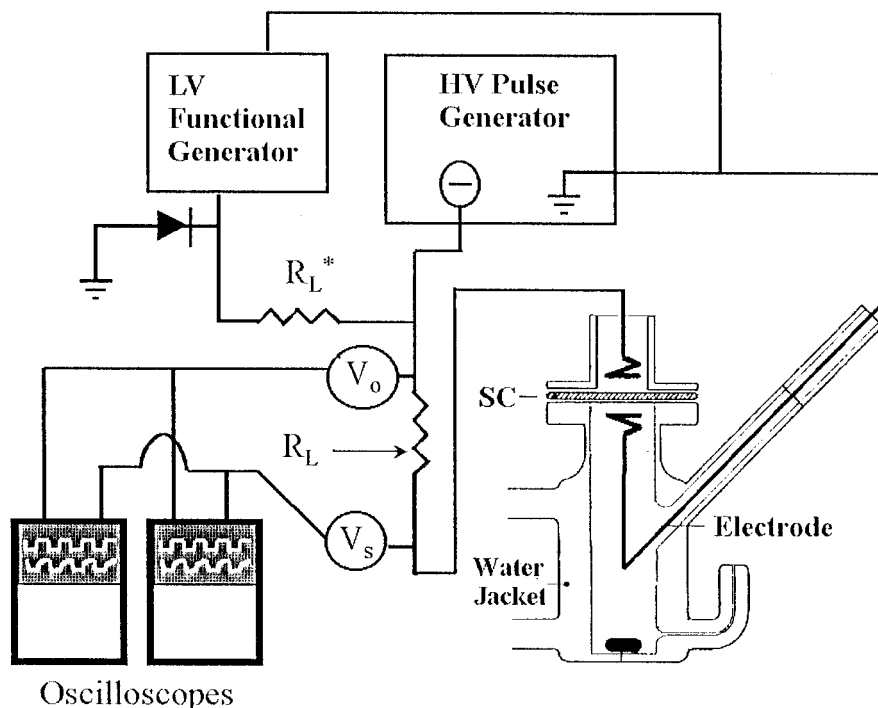 LV
Functional
Generator
HV Pulse
Generator
R_L*
V_o
SC
R_L
Electrode
V_s
Water
Jacket
Oscilloscopes